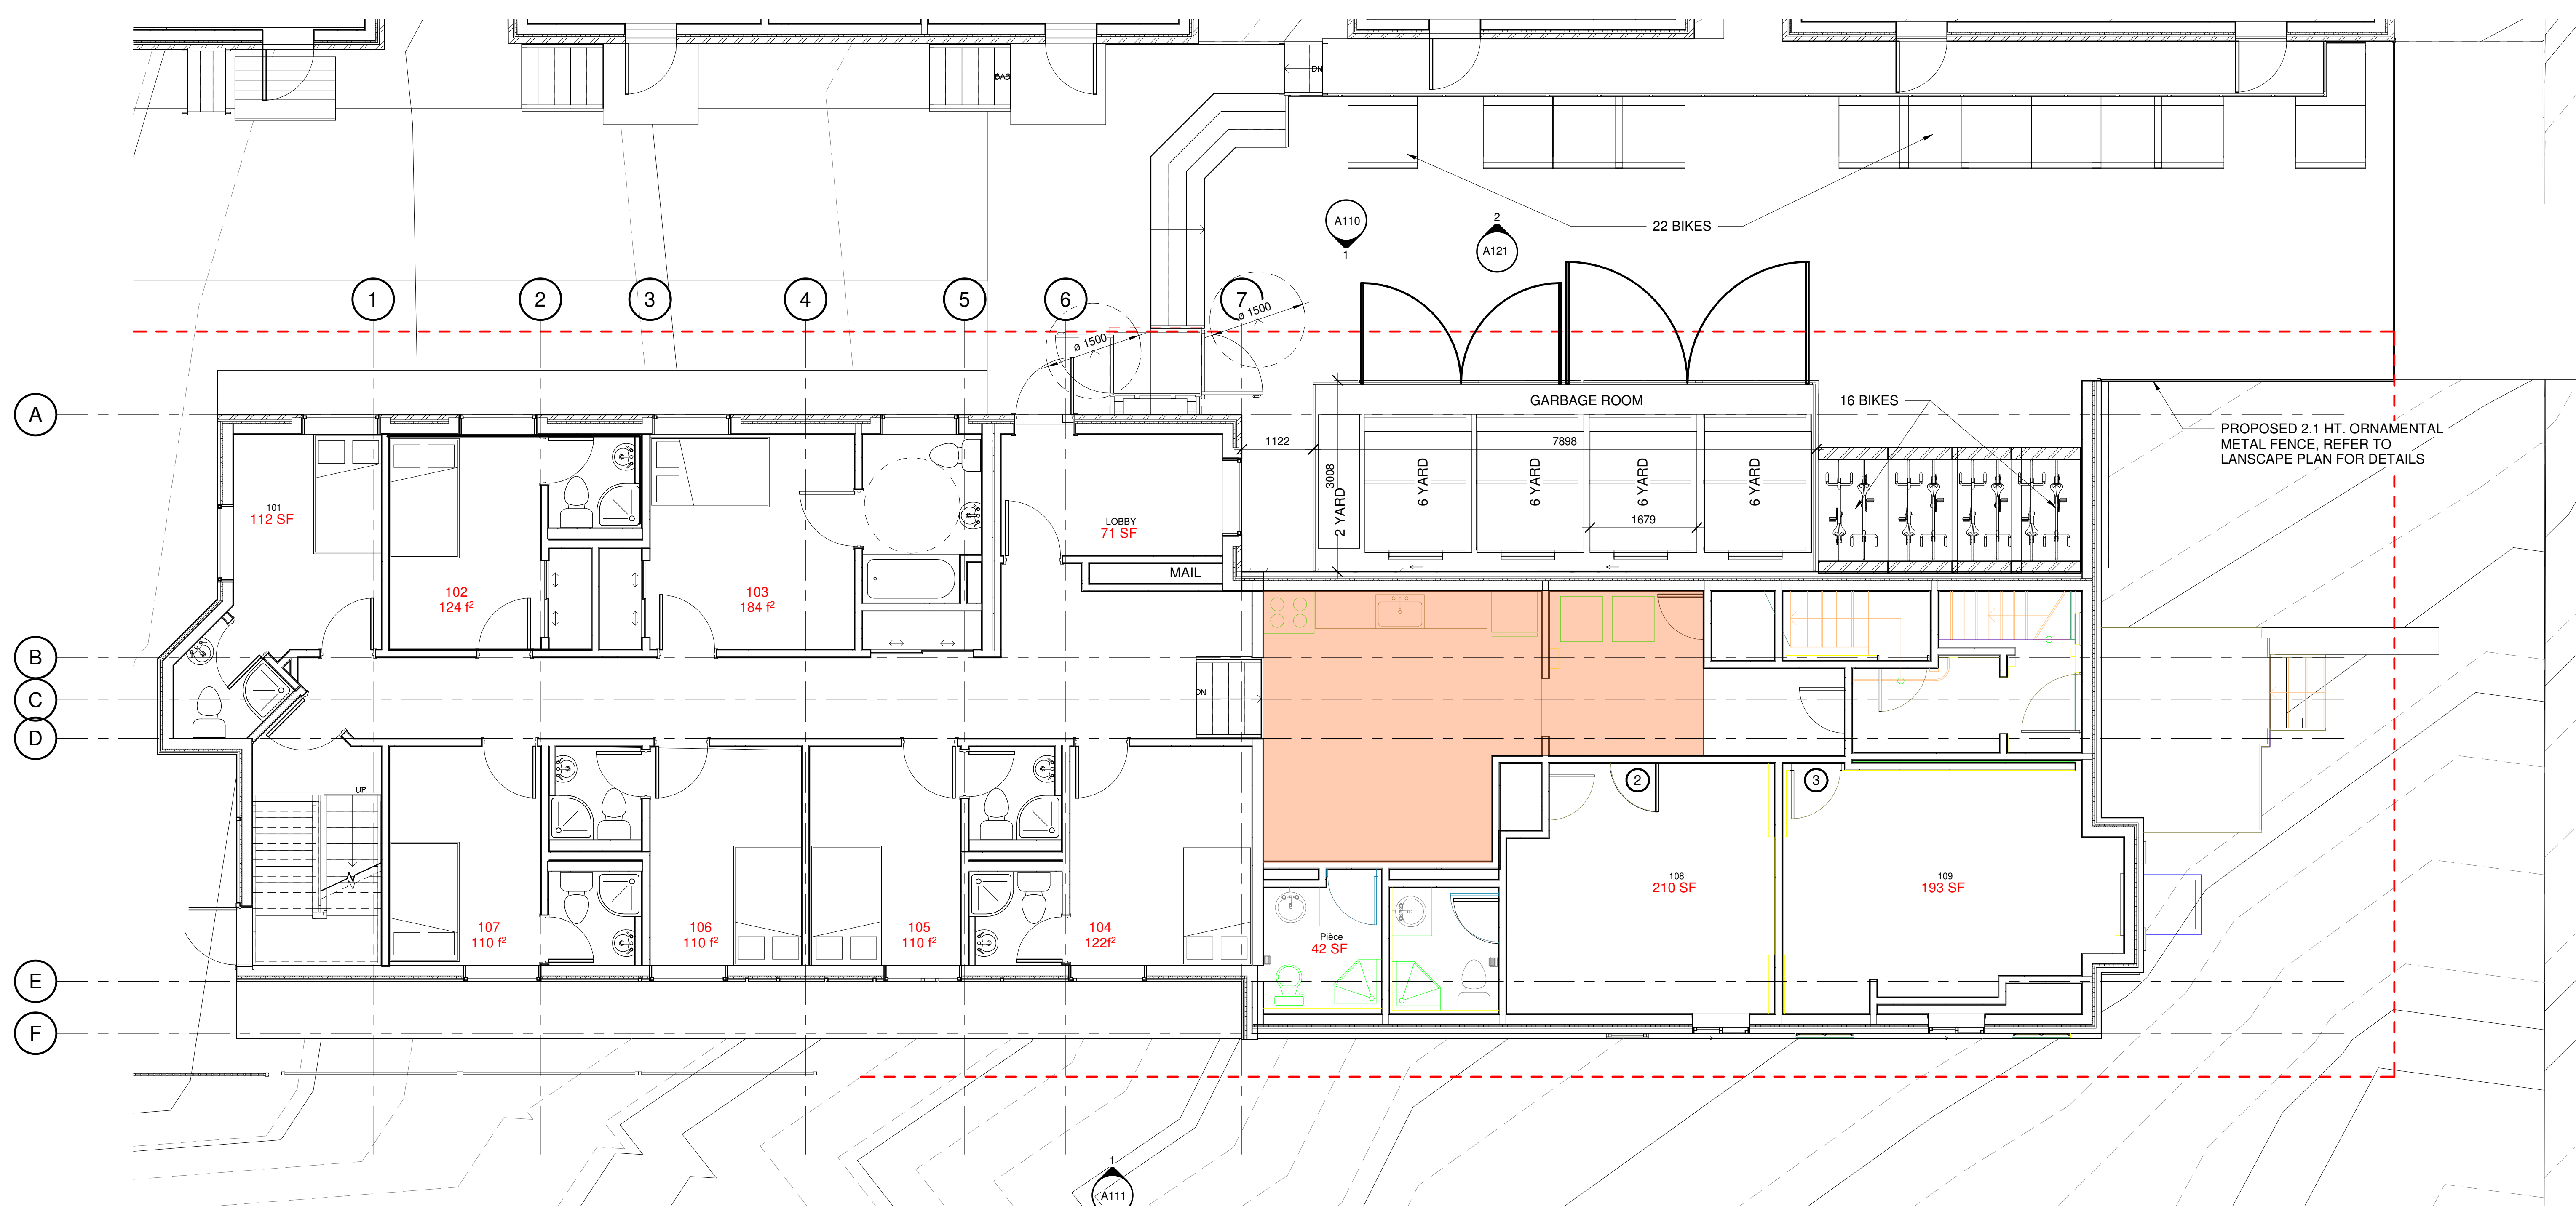 BAS
DN
22 BIKES
A110
1
2
A121
1
2
3
4
5
6
7
ø 1500
ø 1500
A
GARBAGE ROOM
16 BIKES
PROPOSED 2.1 HT. ORNAMENTAL
METAL FENCE, REFER TO
LANSCAPE PLAN FOR DETAILS
1122
7898
3008
2 YARD
6 YARD
6 YARD
6 YARD
6 YARD
1679
101
112 SF
LOBBY
71 SF
MAIL
102
124 f²
103
184 f²
B
C
D
DN
UP
2
3
108
210 SF
109
193 SF
107
110 f²
106
110 f²
105
110 f²
104
122f²
Pièce
42 SF
E
F
1
A111